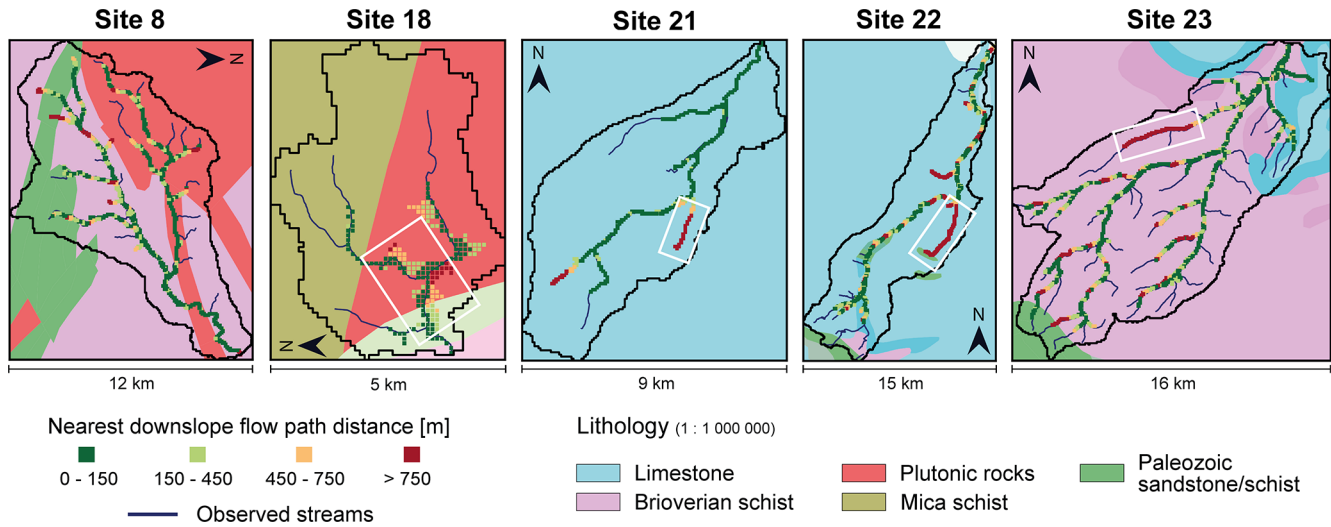 Site 8
Site 18
Site 21
Site 22
Site 23
N
N
N
N
N
12 km
5 km
9 km
15 km
16 km
Nearest downslope flow path distance [m]
0 - 150
150 - 450
450 - 750
> 750
Observed streams
Lithology (1 : 1 000 000)
Limestone
Brioverian schist
Plutonic rocks
Mica schist
Paleozoic
sandstone/schist